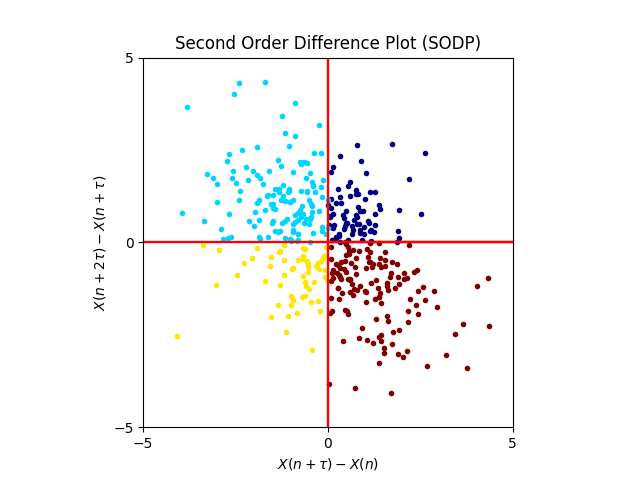 Second Order Difference Plot (SODP)
5
0
−5
−5
0
5
X(n + 2τ) − X(n + τ)
X(n + τ) − X(n)